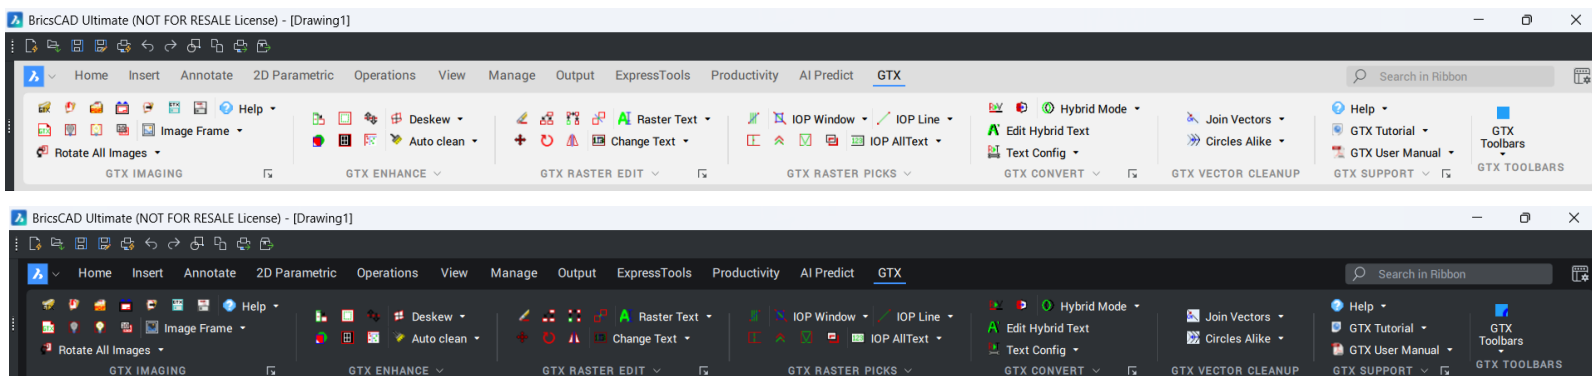 BricsCAD Ultimate (NOT FOR RESALE License) - [Drawing1]
Home Insert Annotate 2D Parametric Operations View Manage Output ExpressTools Productivity AI Predict GTX Search in Ribbon
Help Deskew Raster Text IOP Window IOP Line Hybrid Mode Join Vectors Help
Image Frame Auto clean Change Text IOP AllText Edit Hybrid Text Circles Alike GTX Tutorial GTX Toolbars
Rotate All Images Text Config GTX User Manual
GTX IMAGING GTX ENHANCE GTX RASTER EDIT GTX RASTER PICKS GTX CONVERT GTX VECTOR CLEANUP GTX SUPPORT GTX TOOLBARS
BricsCAD Ultimate (NOT FOR RESALE License) - [Drawing1]
Home Insert Annotate 2D Parametric Operations View Manage Output ExpressTools Productivity AI Predict GTX Search in Ribbon
Help Deskew Raster Text IOP Window IOP Line Hybrid Mode Join Vectors Help
Image Frame Auto clean Change Text IOP AllText Edit Hybrid Text Circles Alike GTX Tutorial GTX Toolbars
Rotate All Images Text Config GTX User Manual
GTX IMAGING GTX ENHANCE GTX RASTER EDIT GTX RASTER PICKS GTX CONVERT GTX VECTOR CLEANUP GTX SUPPORT GTX TOOLBARS